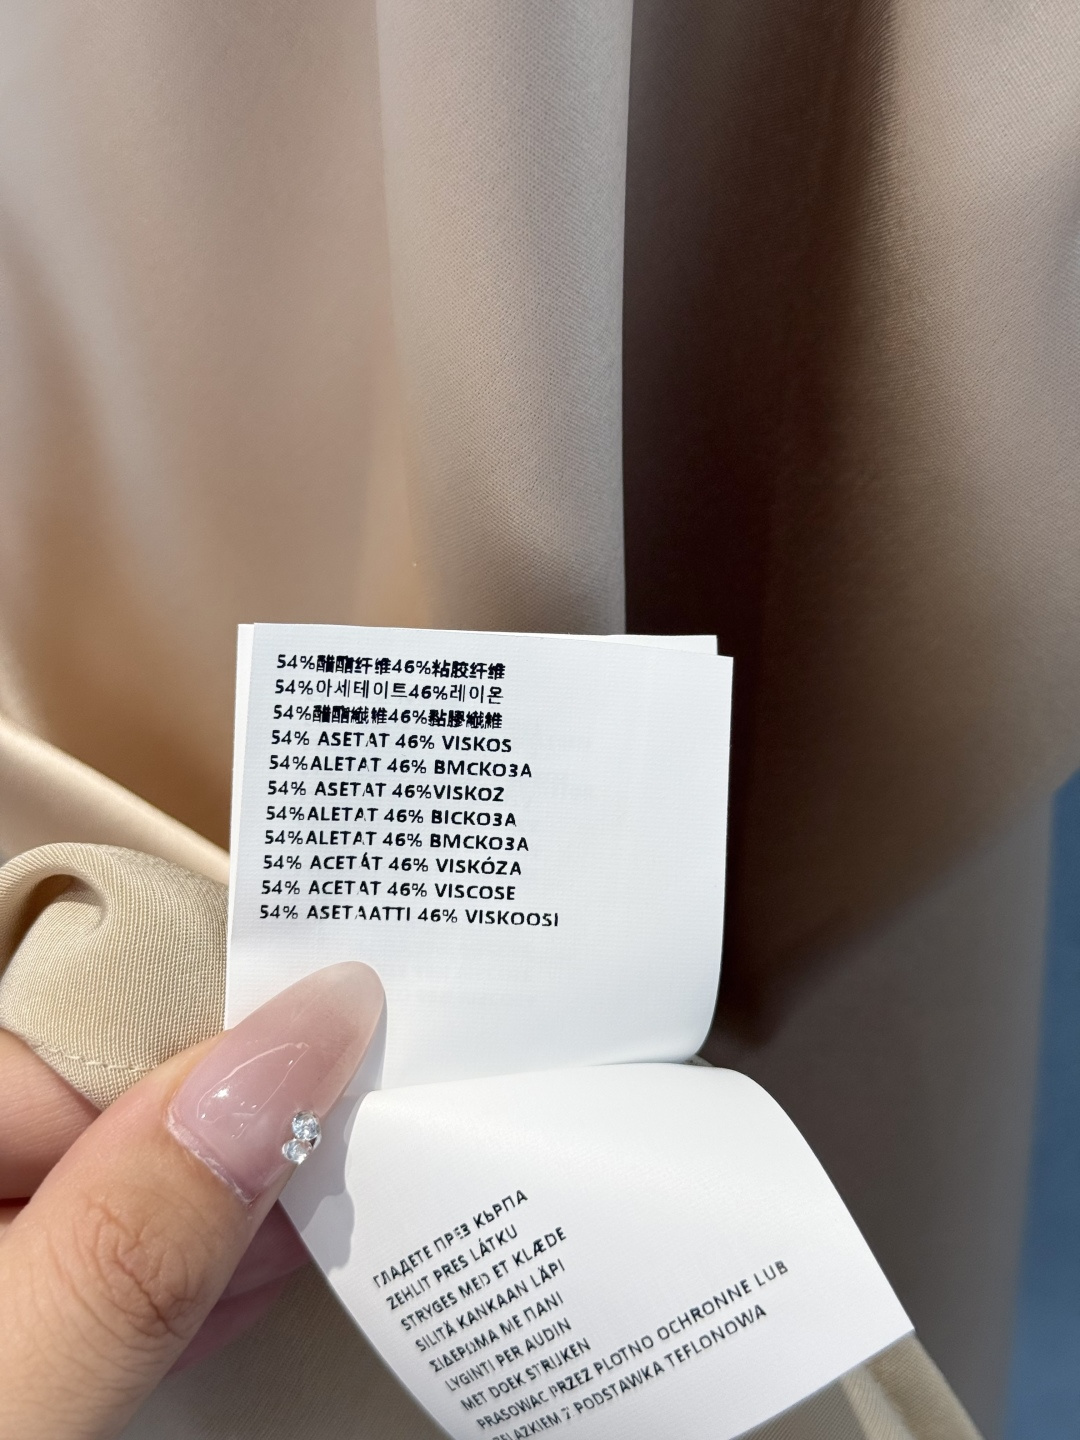 54%醋酯纤维46%粘胶纤维
54%아세테이트46%레이온
54%醋酯纖維46%黏膠纖維
54% ASETAT 46% VISKOS
54%ALETAT 46% BMCKO3A
54% ASETAT 46%VISKOZ
54%ALETAT 46% BICKO3A
54%ALETAT 46% BMCKO3A
54% ACETÁT 46% VISKÓZA
54% ACETAT 46% VISCOSE
54% ASETAATTI 46% VISKOOSI
ГЛАДЕТЕ ПРЕЗ КЪРПА
ZEHLIT PRES LÁTKU
STRYGES MED ET KLÆDE
SILITÄ KANKAAN LÄPI
ΣΙΔΕΡΩΜΑ ΜΕ ΠΑΝΙ
LYGINTI PER AUDIN
MET DOEK STRIJKEN
PRASOWAC PRZEZ PLOTNO OCHRONNE LUB
PODSTAWKA TEFLONOWA